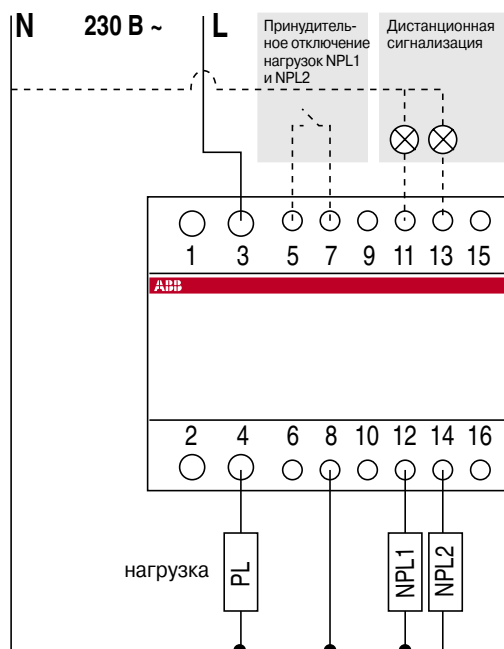 N 230 В ~ L
Принудитель-
ное отключение
нагрузок NPL1
и NPL2
Дистанционная
сигнализация
1 3 5 7 9 11 13 15
ABB
2 4 6 8 10 12 14 16
нагрузка PL NPL1 NPL2